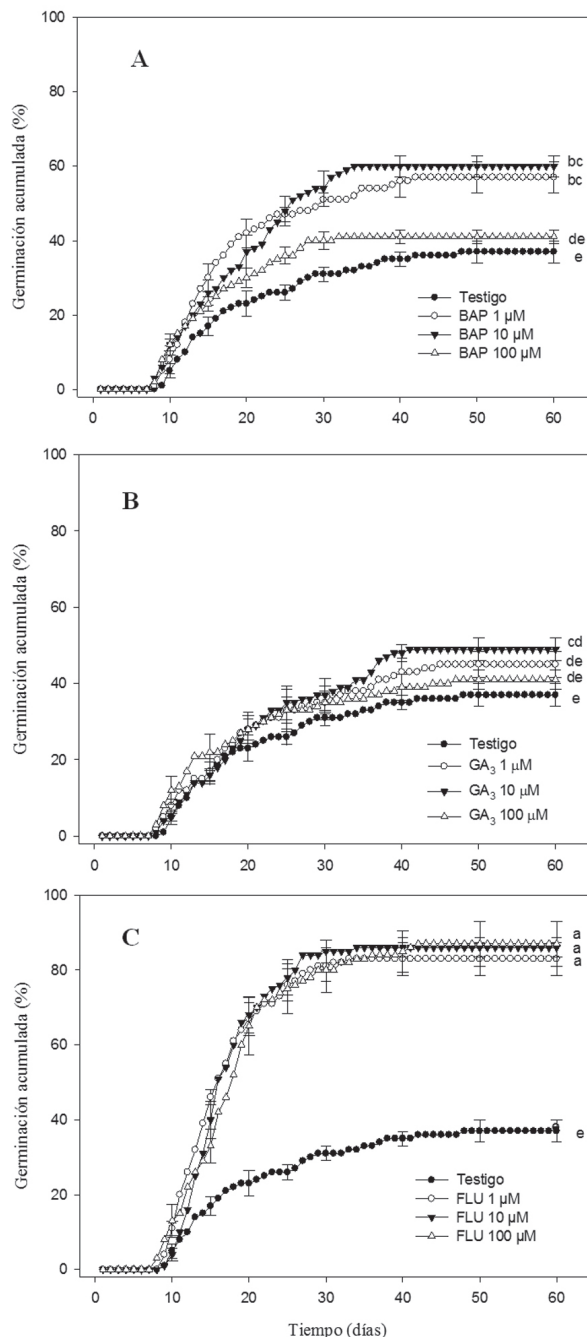 100
A
80
60
40
20
0
Germinación acumulada (%)
bc
bc
de
e
Testigo
BAP 1 µM
BAP 10 µM
BAP 100 µM
0 10 20 30 40 50 60
100
B
80
60
40
20
0
Germinación acumulada (%)
cd
de
de
e
Testigo
GA3 1 µM
GA3 10 µM
GA3 100 µM
0 10 20 30 40 50 60
100
C
80
60
40
20
0
Germinación acumulada (%)
a
a
a
e
Testigo
FLU 1 µM
FLU 10 µM
FLU 100 µM
0 10 20 30 40 50 60
Tiempo (días)